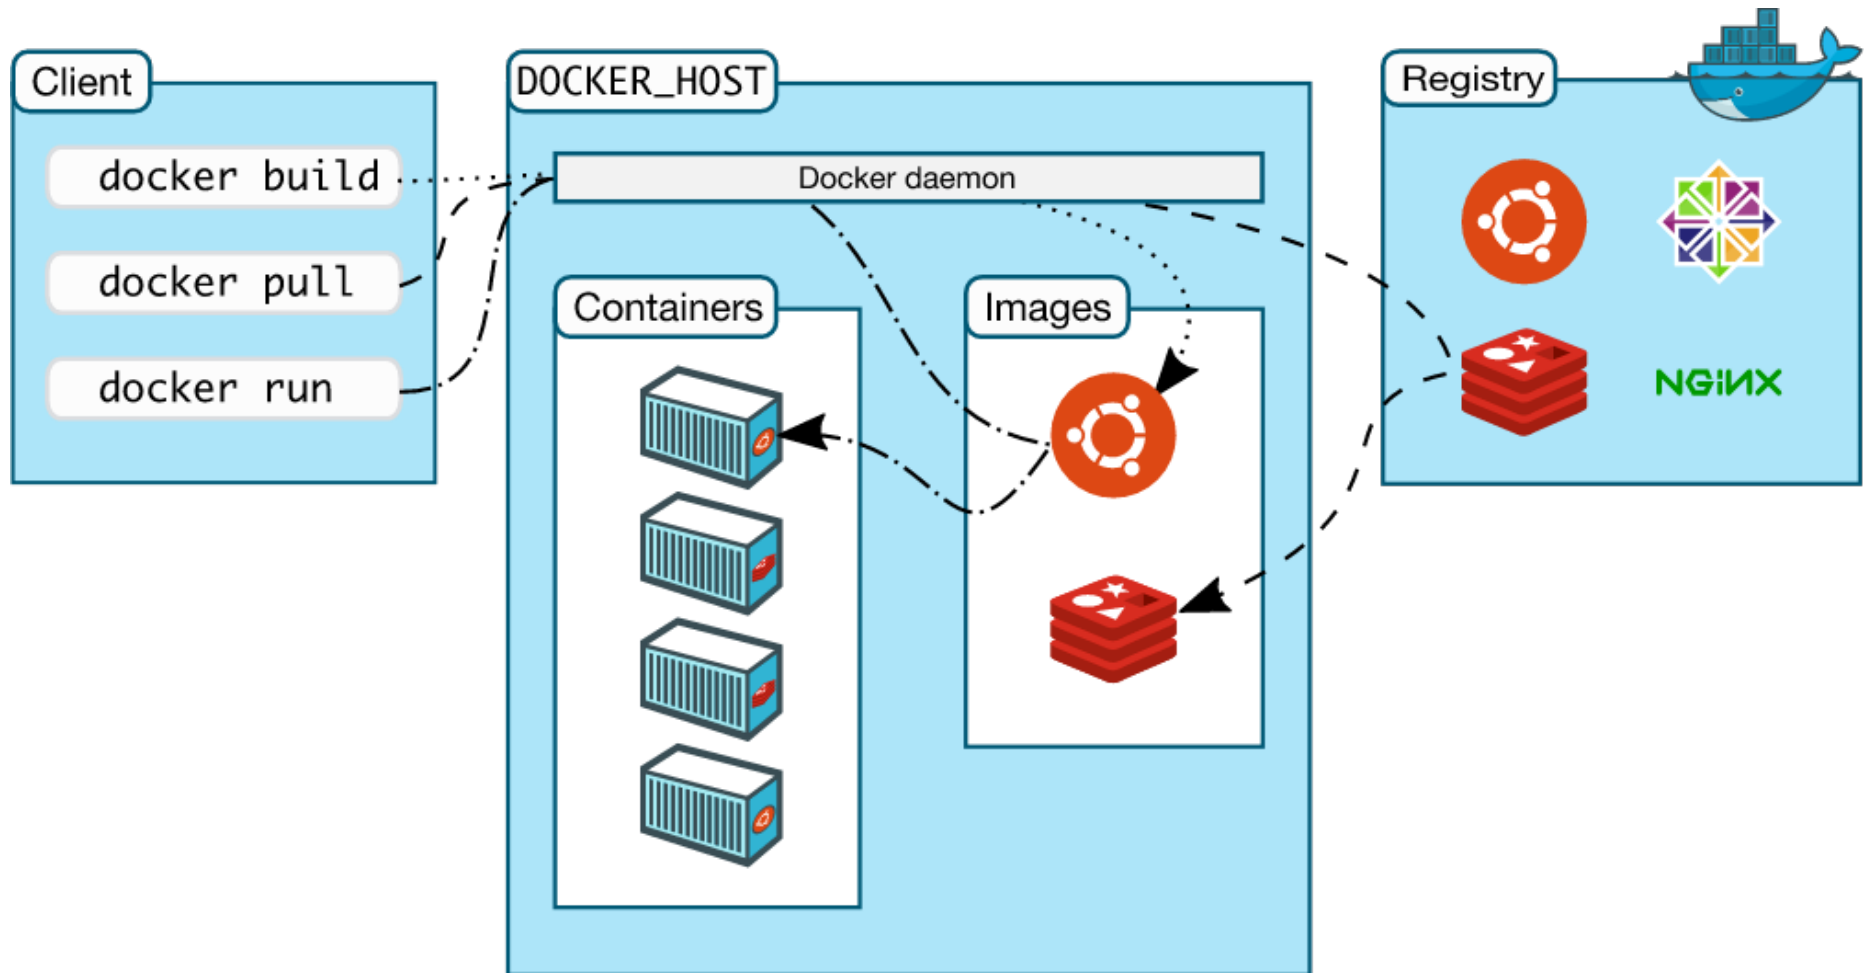 Client
docker build
docker pull
docker run
DOCKER_HOST
Docker daemon
Containers
Images
Registry
NGiNX